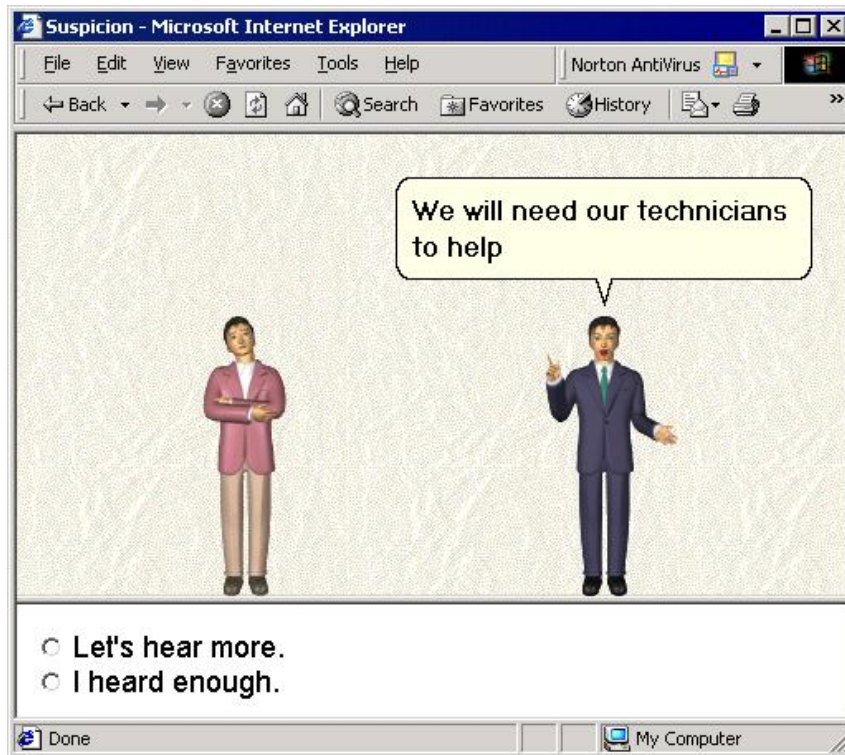 Suspicion - Microsoft Internet Explorer
File Edit View Favorites Tools Help Norton AntiVirus
Back Search Favorites History »
We will need our technicians
to help
Let's hear more.
I heard enough.
Done My Computer